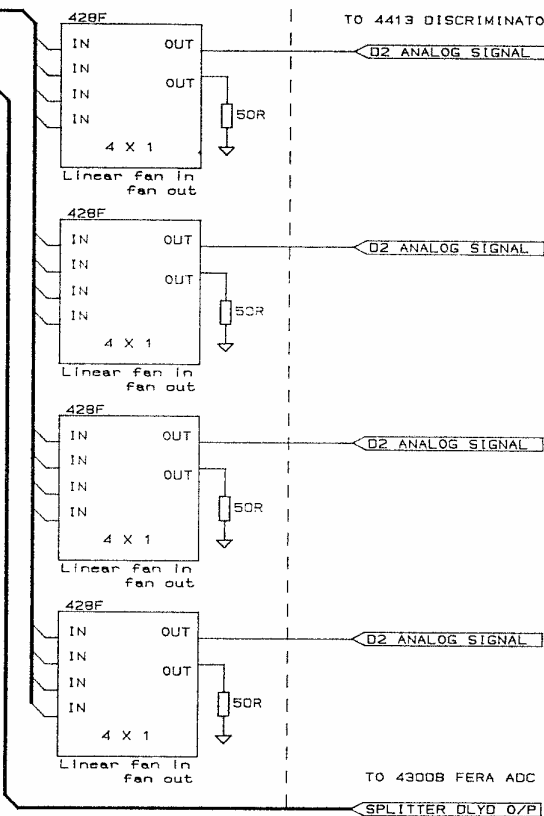 428F
TO 4413 DISCRIMINATO
IN OUT
D2 ANALOG SIGNAL
IN
IN OUT
IN
50R
4 X 1
Linear fan in
fan out
428F
IN OUT
D2 ANALOG SIGNAL
IN
IN OUT
IN
50R
4 X 1
Linear fan in
fan out
428F
IN OUT
D2 ANALOG SIGNAL
IN
IN OUT
IN
50R
4 X 1
Linear fan in
fan out
428F
IN OUT
D2 ANALOG SIGNAL
IN
IN OUT
IN
50R
4 X 1
Linear fan in
fan out
TO 4300B FERA ADC
SPLITTER DLYD O/P